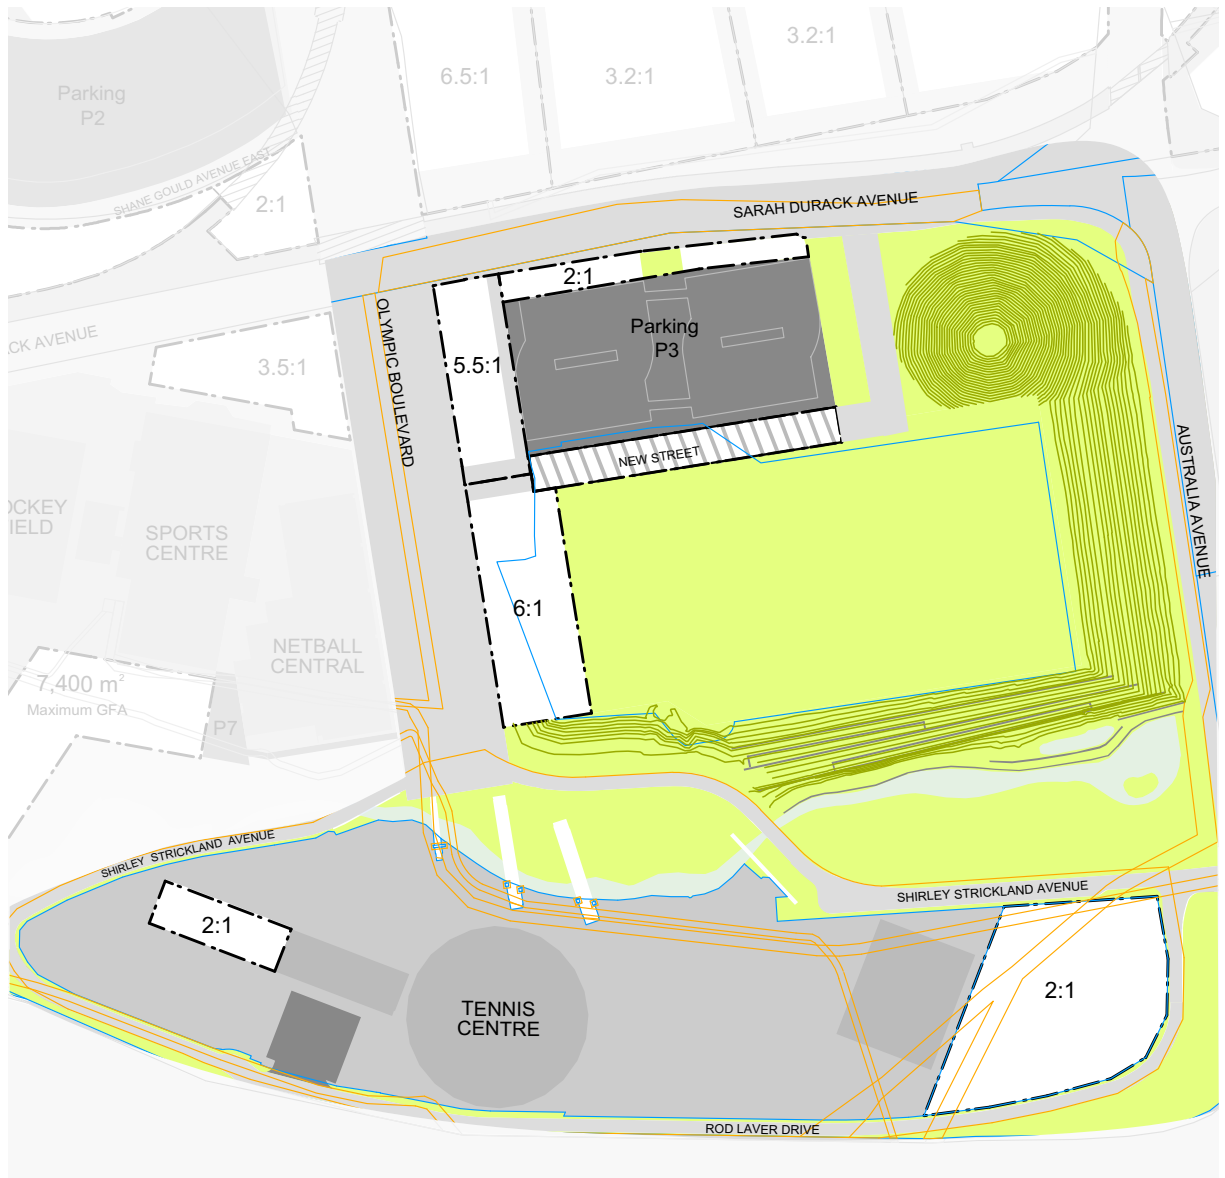 3.2:1
6.5:1
3.2:1
Parking
P2
SHANE GOULD AVENUE EAST
2:1
SARAH DURACK AVENUE
2:1
OLYMPIC BOULEVARD
Parking
P3
CK AVENUE
3.5:1
5.5:1
NEW STREET
AUSTRALIA AVENUE
OCKEY
IELD
SPORTS
CENTRE
6:1
NETBALL
CENTRAL
7,400 m²
Maximum GFA
P7
SHIRLEY STRICKLAND AVENUE
SHIRLEY STRICKLAND AVENUE
2:1
2:1
TENNIS
CENTRE
ROD LAVER DRIVE